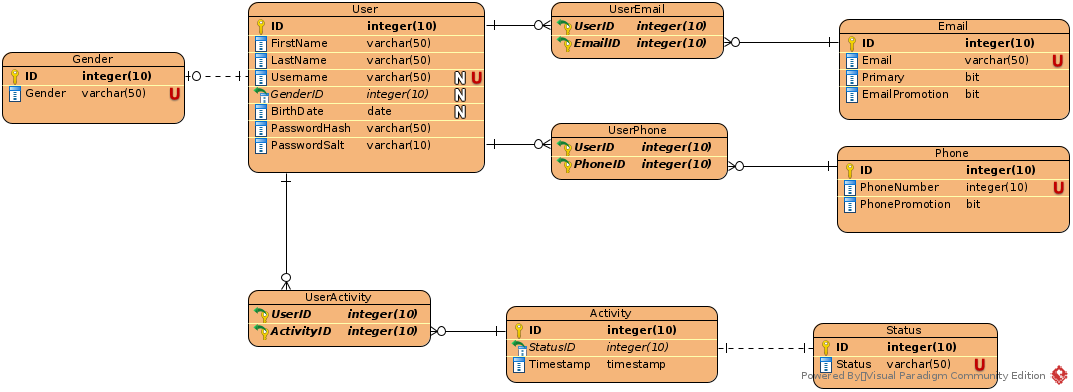 User
ID integer(10)
FirstName varchar(50)
LastName varchar(50)
Username varchar(50) N U
GenderID integer(10) N
BirthDate date N
PasswordHash varchar(50)
PasswordSalt varchar(10)
Gender
ID integer(10)
Gender varchar(50) U
UserEmail
UserID integer(10)
EmailID integer(10)
Email
ID integer(10)
Email varchar(50) U
Primary bit
EmailPromotion bit
UserPhone
UserID integer(10)
PhoneID integer(10)
Phone
ID integer(10)
PhoneNumber integer(10) U
PhonePromotion bit
UserActivity
UserID integer(10)
ActivityID integer(10)
Activity
ID integer(10)
StatusID integer(10)
Timestamp timestamp
Status
ID integer(10)
Status varchar(50) U
Powered By Visual Paradigm Community Edition